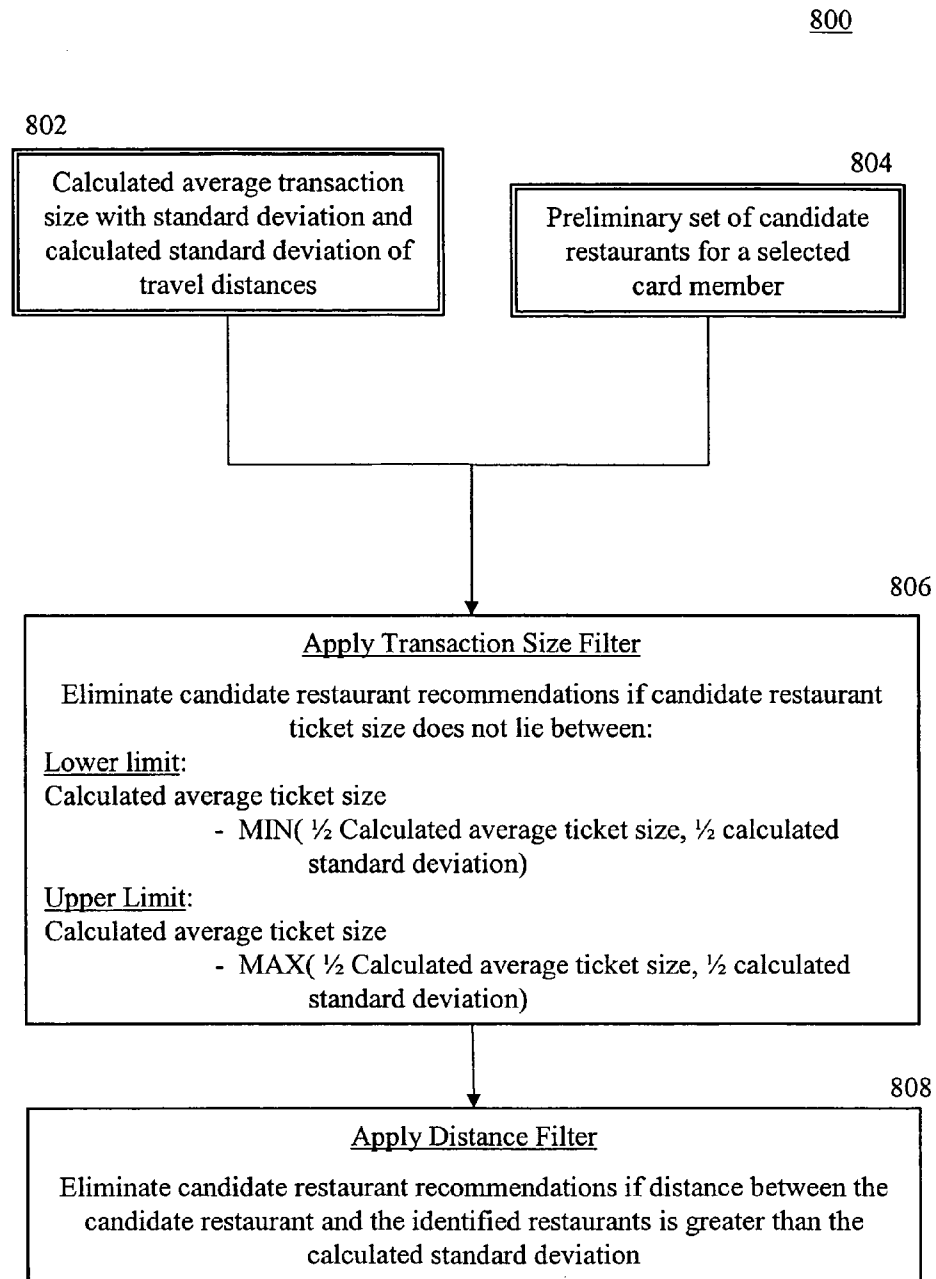 800
802
Calculated average transaction
size with standard deviation and
calculated standard deviation of
travel distances
804
Preliminary set of candidate
restaurants for a selected
card member
806
Apply Transaction Size Filter
Eliminate candidate restaurant recommendations if candidate restaurant
ticket size does not lie between:
Lower limit:
Calculated average ticket size
- MIN( ½ Calculated average ticket size, ½ calculated
standard deviation)
Upper Limit:
Calculated average ticket size
- MAX( ½ Calculated average ticket size, ½ calculated
standard deviation)
808
Apply Distance Filter
Eliminate candidate restaurant recommendations if distance between the
candidate restaurant and the identified restaurants is greater than the
calculated standard deviation